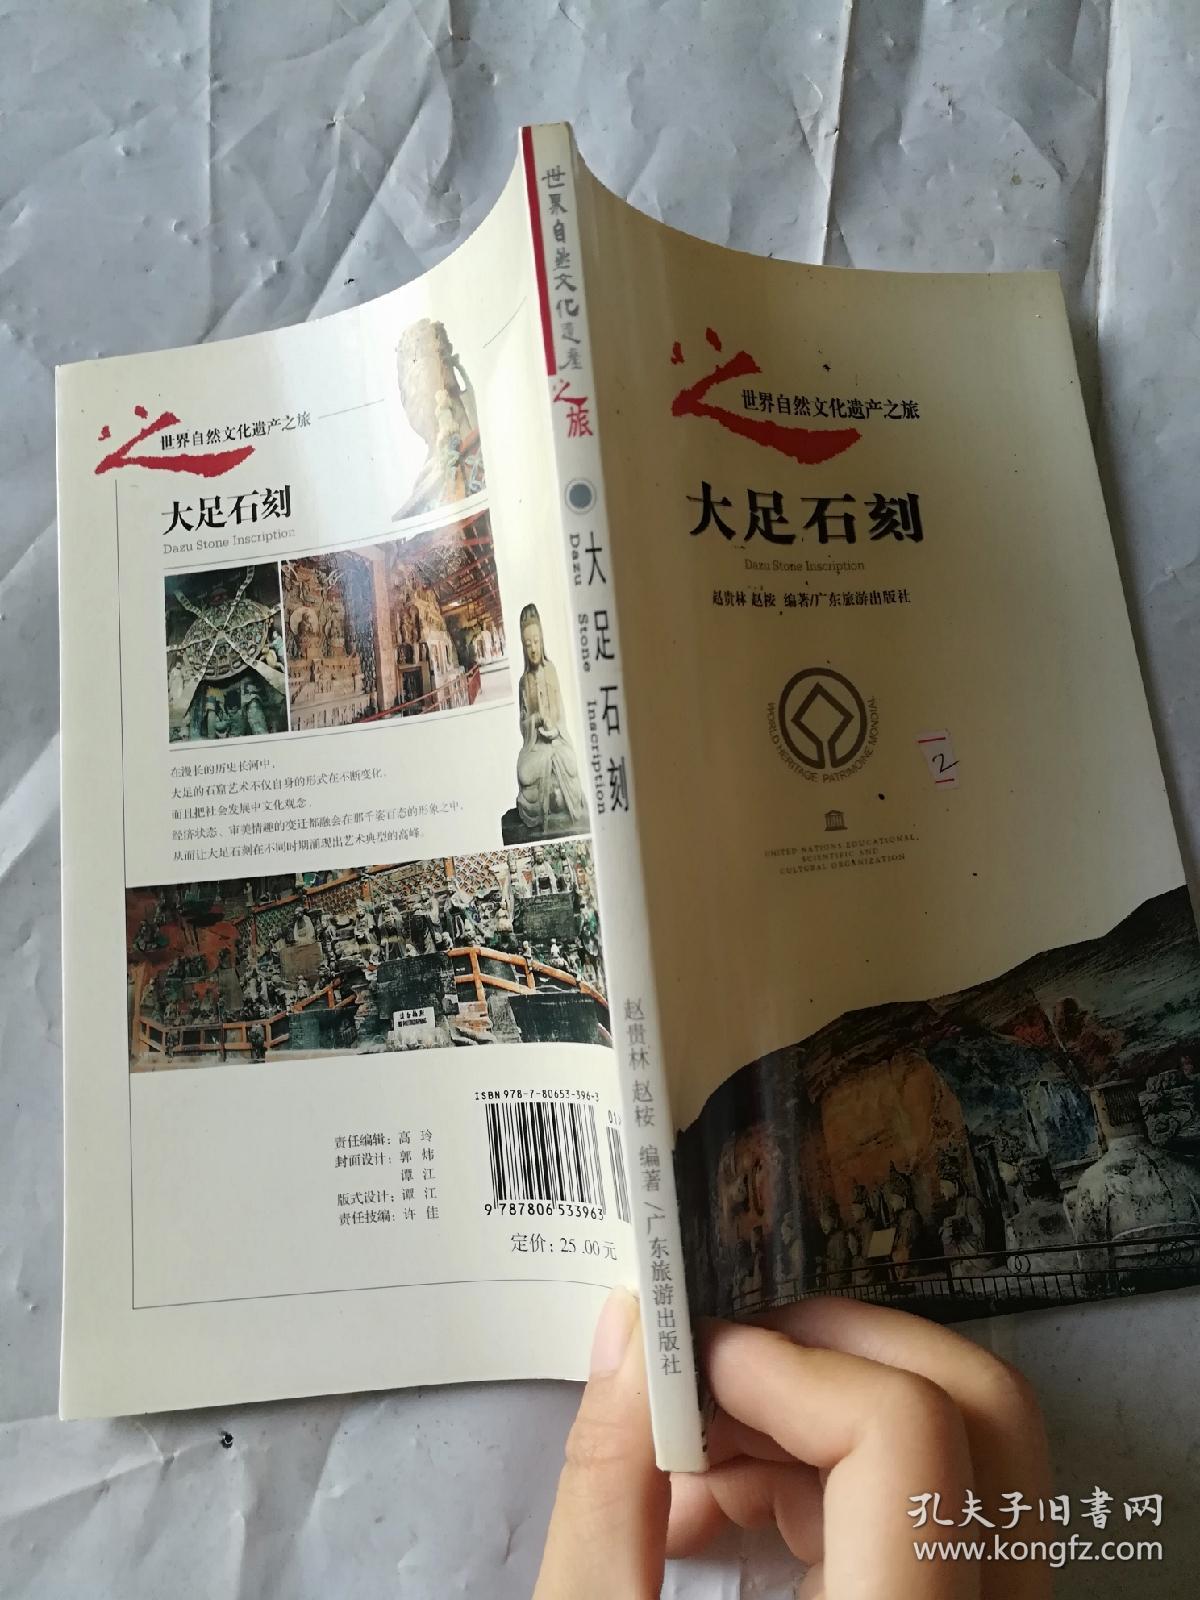 世界自然文化遗产之旅
大足石刻
Dazu Stone Inscription
在漫长的历史长河中,
大足的石窟艺术不仅自身的形式在不断变化,
而且把社会发展中文化观念、
经济状态、审美情趣的变迁都融会在那千姿百态的形象之中,
从而让大足石刻在不同时期涌现出艺术典型的高峰。
责任编辑：高 玲
封面设计：郭 炜
谭 江
版式设计：谭 江
责任技编：许 佳
ISBN 978-7-80653-396-3
01>
9 787806 533963
定价：25.00元
世界自然文化遗产之旅
大足石刻
Dazu Stone Inscription
赵贵林 赵桉 编著/广东旅游出版社
世界自然文化遗产之旅
大足石刻
Dazu Stone Inscription
赵贵林 赵桉 编著/广东旅游出版社
WORLD HERITAGE PATRIMOINE MONDIAL
2
UNITED NATIONS EDUCATIONAL,
SCIENTIFIC AND
CULTURAL ORGANIZATION
孔夫子旧书网
www.kongfz.com